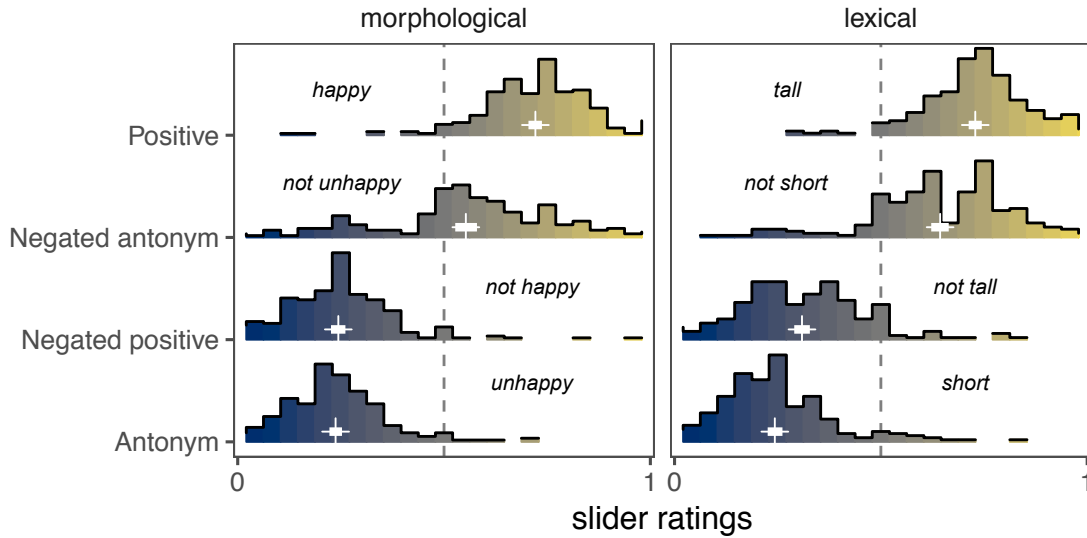 morphological
lexical
Positive
happy
tall
Negated antonym
not unhappy
not short
Negated positive
not happy
not tall
Antonym
unhappy
short
0
1
0
1
slider ratings